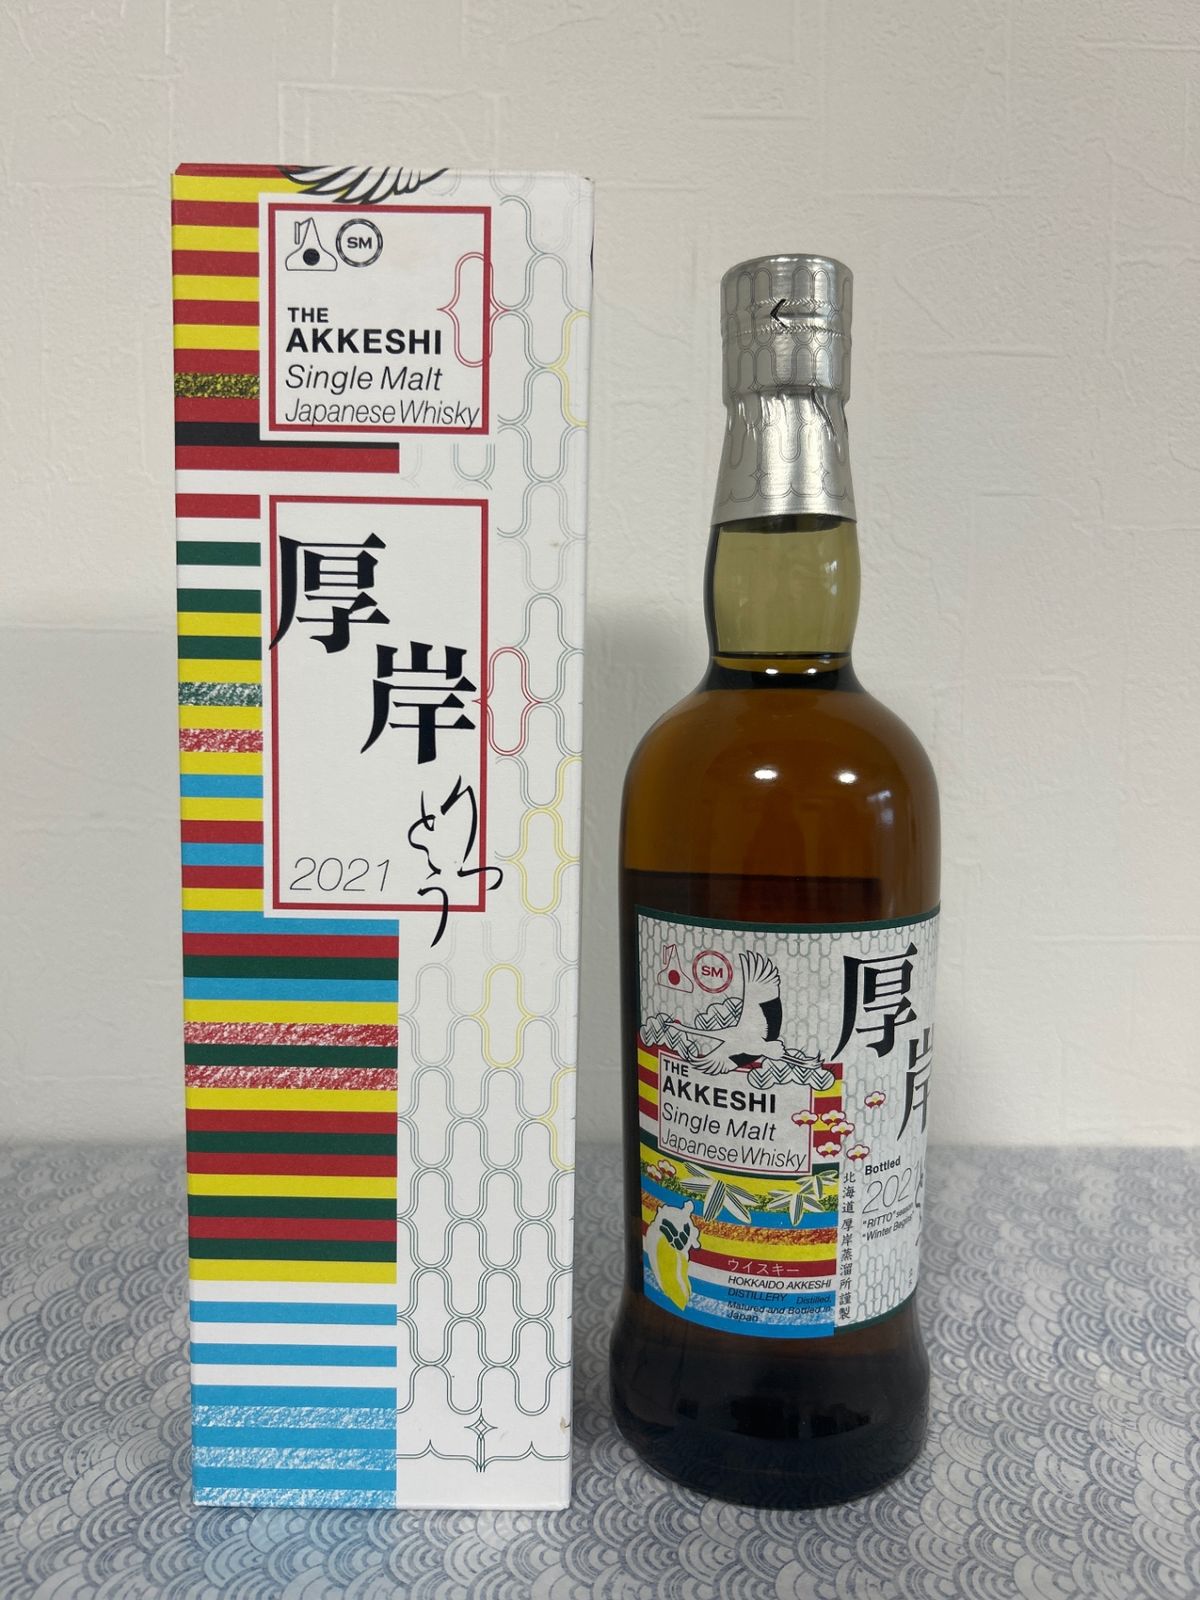 SM
THE
AKKESHI
Single Malt
Japanese Whisky
厚岸
りっとう
2021
SM
THE
AKKESHI
Single Malt
Japanese Whisky
厚岸
Bottled
2021
"RITTO" season
"Winter Begins"
北海道 厚岸蒸溜所謹製
ウイスキー
HOKKAIDO AKKESHI
DISTILLERY Distilled,
Matured and Bottled in
Japan